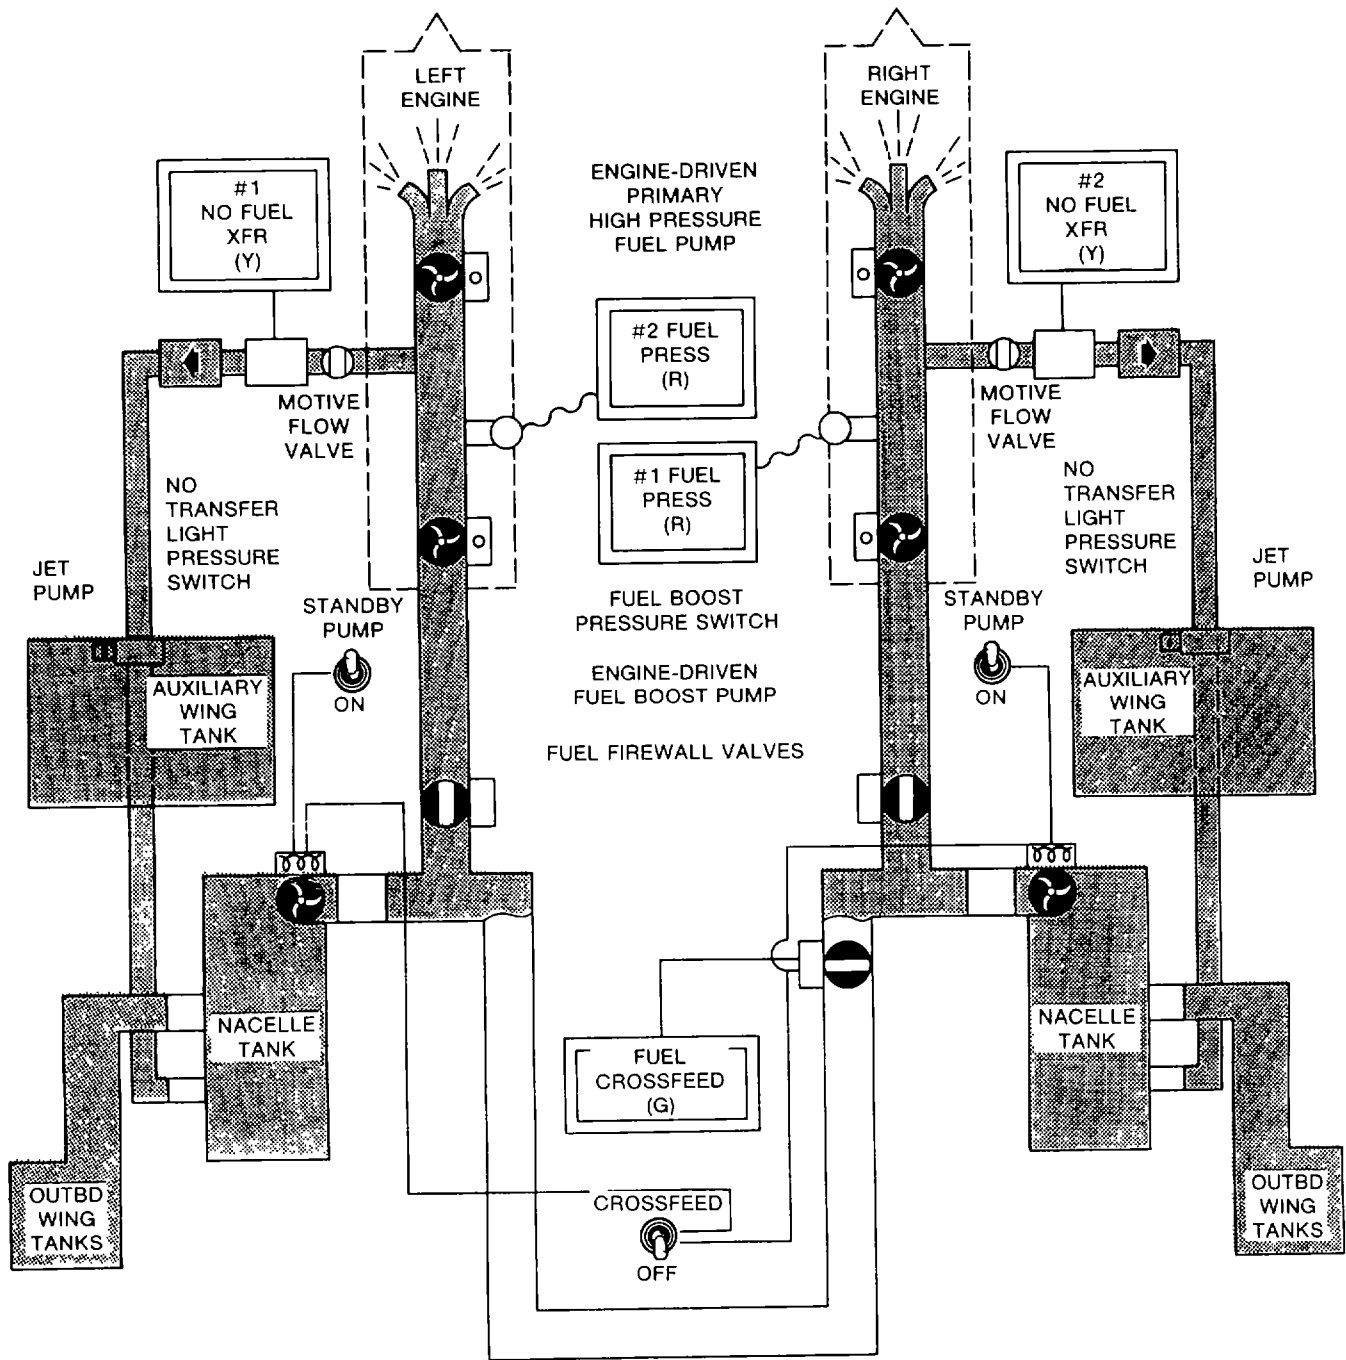 LEFT
ENGINE
RIGHT
ENGINE
#1
NO FUEL
XFR
(Y)
ENGINE-DRIVEN
PRIMARY
HIGH PRESSURE
FUEL PUMP
#2
NO FUEL
XFR
(Y)
#2 FUEL
PRESS
(R)
MOTIVE
FLOW
VALVE
MOTIVE
FLOW
VALVE
#1 FUEL
PRESS
(R)
NO
TRANSFER
LIGHT
PRESSURE
SWITCH
NO
TRANSFER
LIGHT
PRESSURE
SWITCH
JET
PUMP
JET
PUMP
STANDBY
PUMP
ON
FUEL BOOST
PRESSURE SWITCH
STANDBY
PUMP
ON
ENGINE-DRIVEN
FUEL BOOST PUMP
AUXILIARY
WING
TANK
AUXILIARY
WING
TANK
FUEL FIREWALL VALVES
NACELLE
TANK
NACELLE
TANK
FUEL
CROSSFEED
(G)
OUTBD
WING
TANKS
CROSSFEED
OFF
OUTBD
WING
TANKS